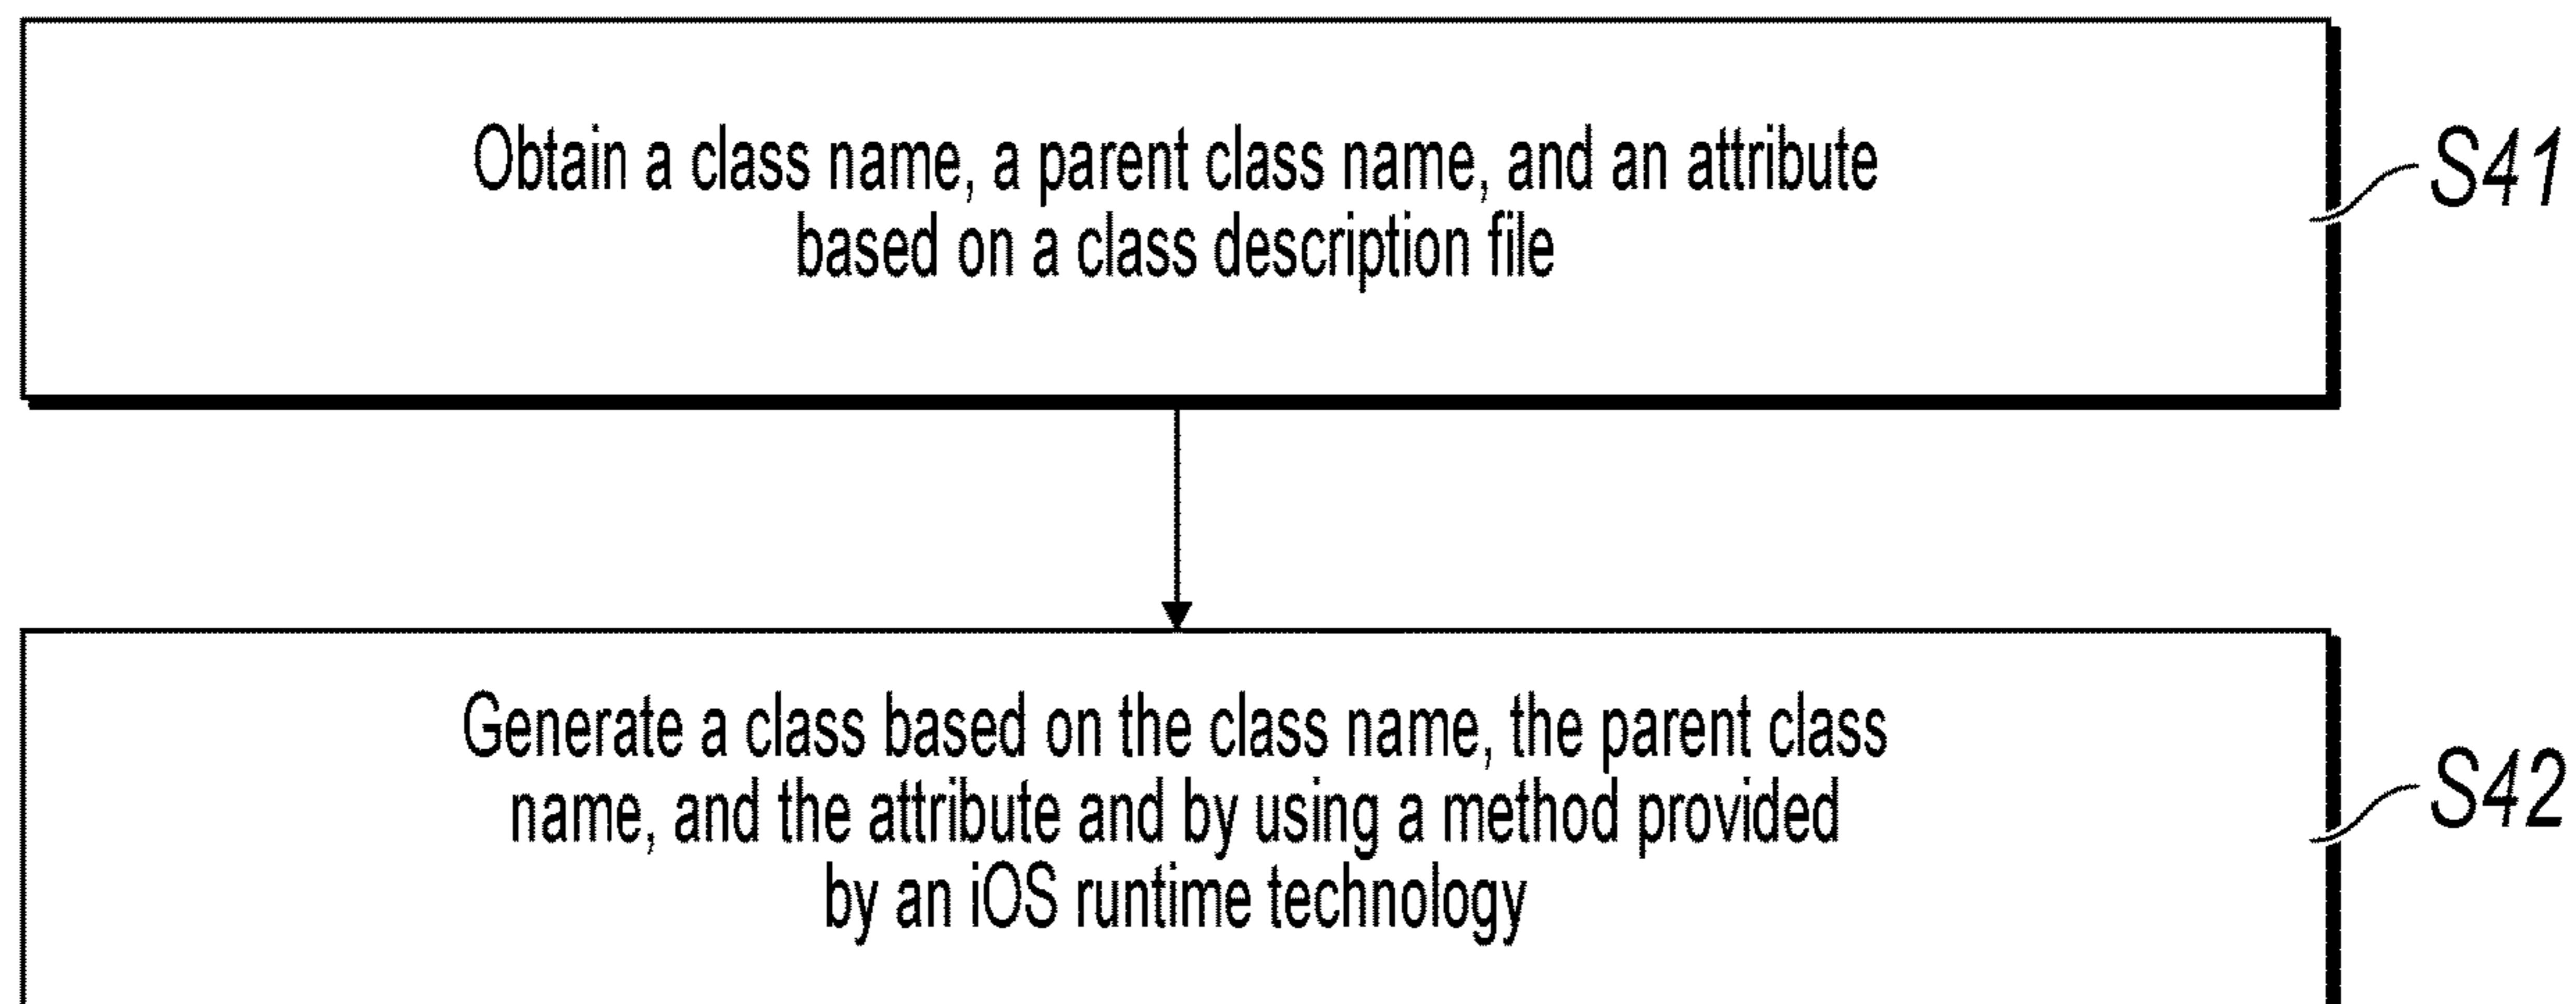 Obtain a class name, a parent class name, and an attribute
based on a class description file
S41
Generate a class based on the class name, the parent class
name, and the attribute and by using a method provided
by an iOS runtime technology
S42